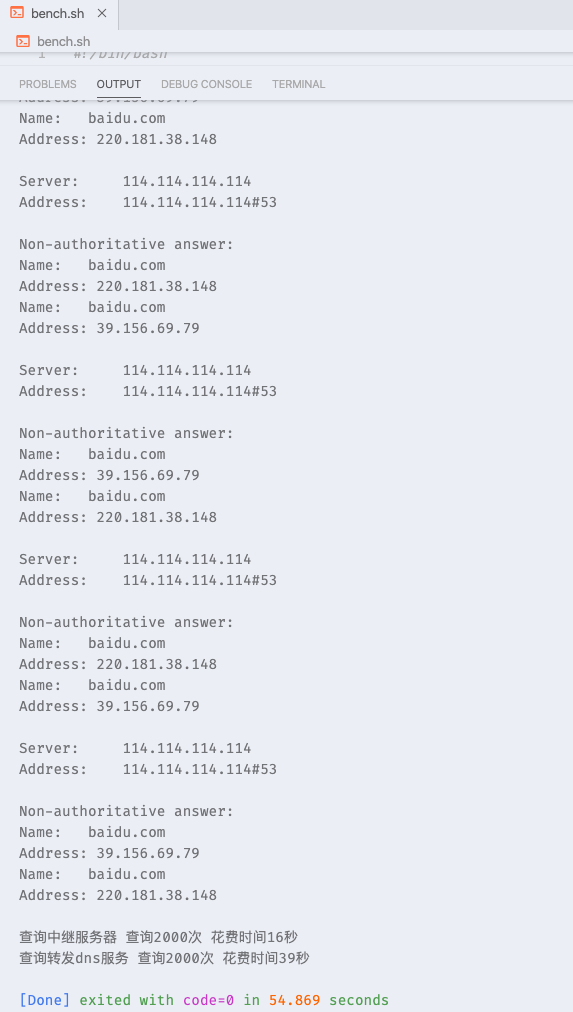 bench.sh
bench.sh
1 #!/bin/bash
PROBLEMS OUTPUT DEBUG CONSOLE TERMINAL
Address: 39.156.69.79
Name: baidu.com
Address: 220.181.38.148
Server: 114.114.114.114
Address: 114.114.114.114#53
Non-authoritative answer:
Name: baidu.com
Address: 220.181.38.148
Name: baidu.com
Address: 39.156.69.79
Server: 114.114.114.114
Address: 114.114.114.114#53
Non-authoritative answer:
Name: baidu.com
Address: 39.156.69.79
Name: baidu.com
Address: 220.181.38.148
Server: 114.114.114.114
Address: 114.114.114.114#53
Non-authoritative answer:
Name: baidu.com
Address: 220.181.38.148
Name: baidu.com
Address: 39.156.69.79
Server: 114.114.114.114
Address: 114.114.114.114#53
Non-authoritative answer:
Name: baidu.com
Address: 39.156.69.79
Name: baidu.com
Address: 220.181.38.148
查询中继服务器 查询2000次 花费时间16秒
查询转发dns服务 查询2000次 花费时间39秒
[Done] exited with code=0 in 54.869 seconds